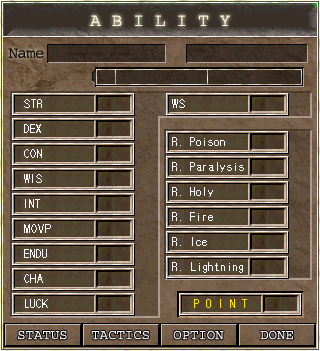 ABILITY
Name
STR
DEX
CON
WIS
INT
MOVP
ENDU
CHA
LUCK
WS
R. Poison
R. Paralysis
R. Holy
R. Fire
R. Ice
R. Lightning
POINT
STATUS TACTICS OPTION DONE